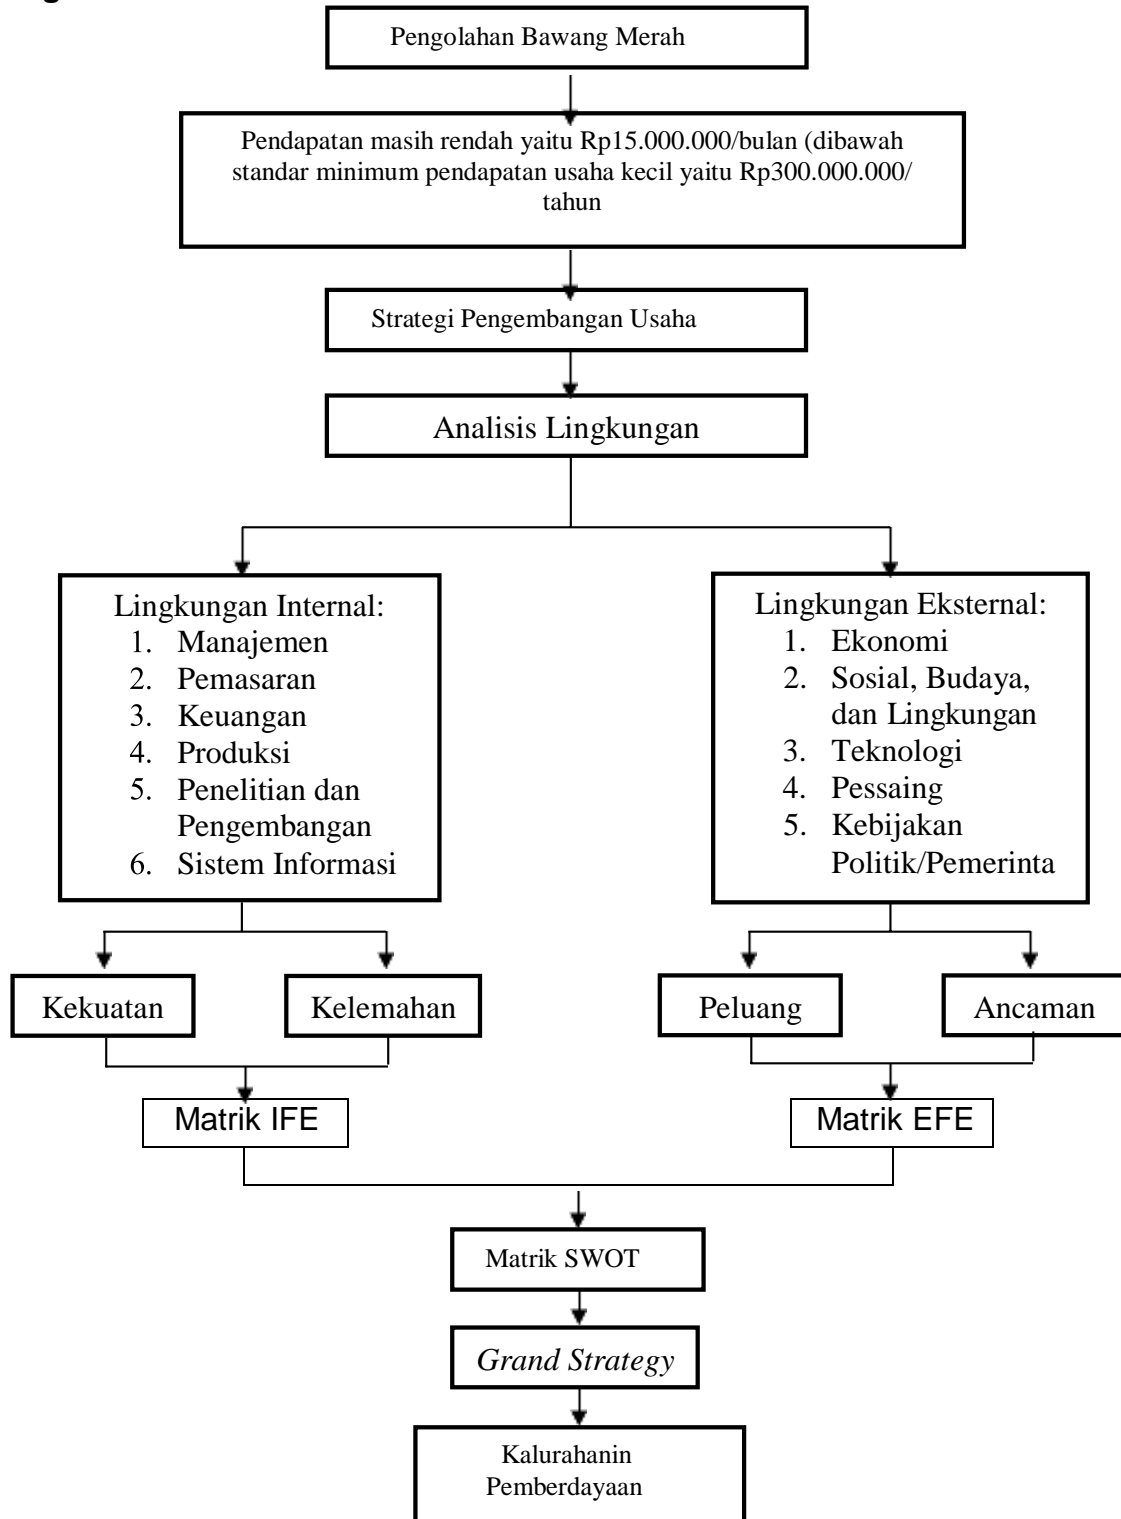 Pengolahan Bawang Merah
Pendapatan masih rendah yaitu Rp15.000.000/bulan (dibawah
standar minimum pendapatan usaha kecil yaitu Rp300.000.000/
tahun
Strategi Pengembangan Usaha
Analisis Lingkungan
Lingkungan Internal:
1. Manajemen
2. Pemasaran
3. Keuangan
4. Produksi
5. Penelitian dan
Pengembangan
6. Sistem Informasi
Lingkungan Eksternal:
1. Ekonomi
2. Sosial, Budaya,
dan Lingkungan
3. Teknologi
4. Pessaing
5. Kebijakan
Politik/Pemerinta
Kekuatan
Kelemahan
Peluang
Ancaman
Matrik IFE
Matrik EFE
Matrik SWOT
Grand Strategy
Kalurahanin
Pemberdayaan